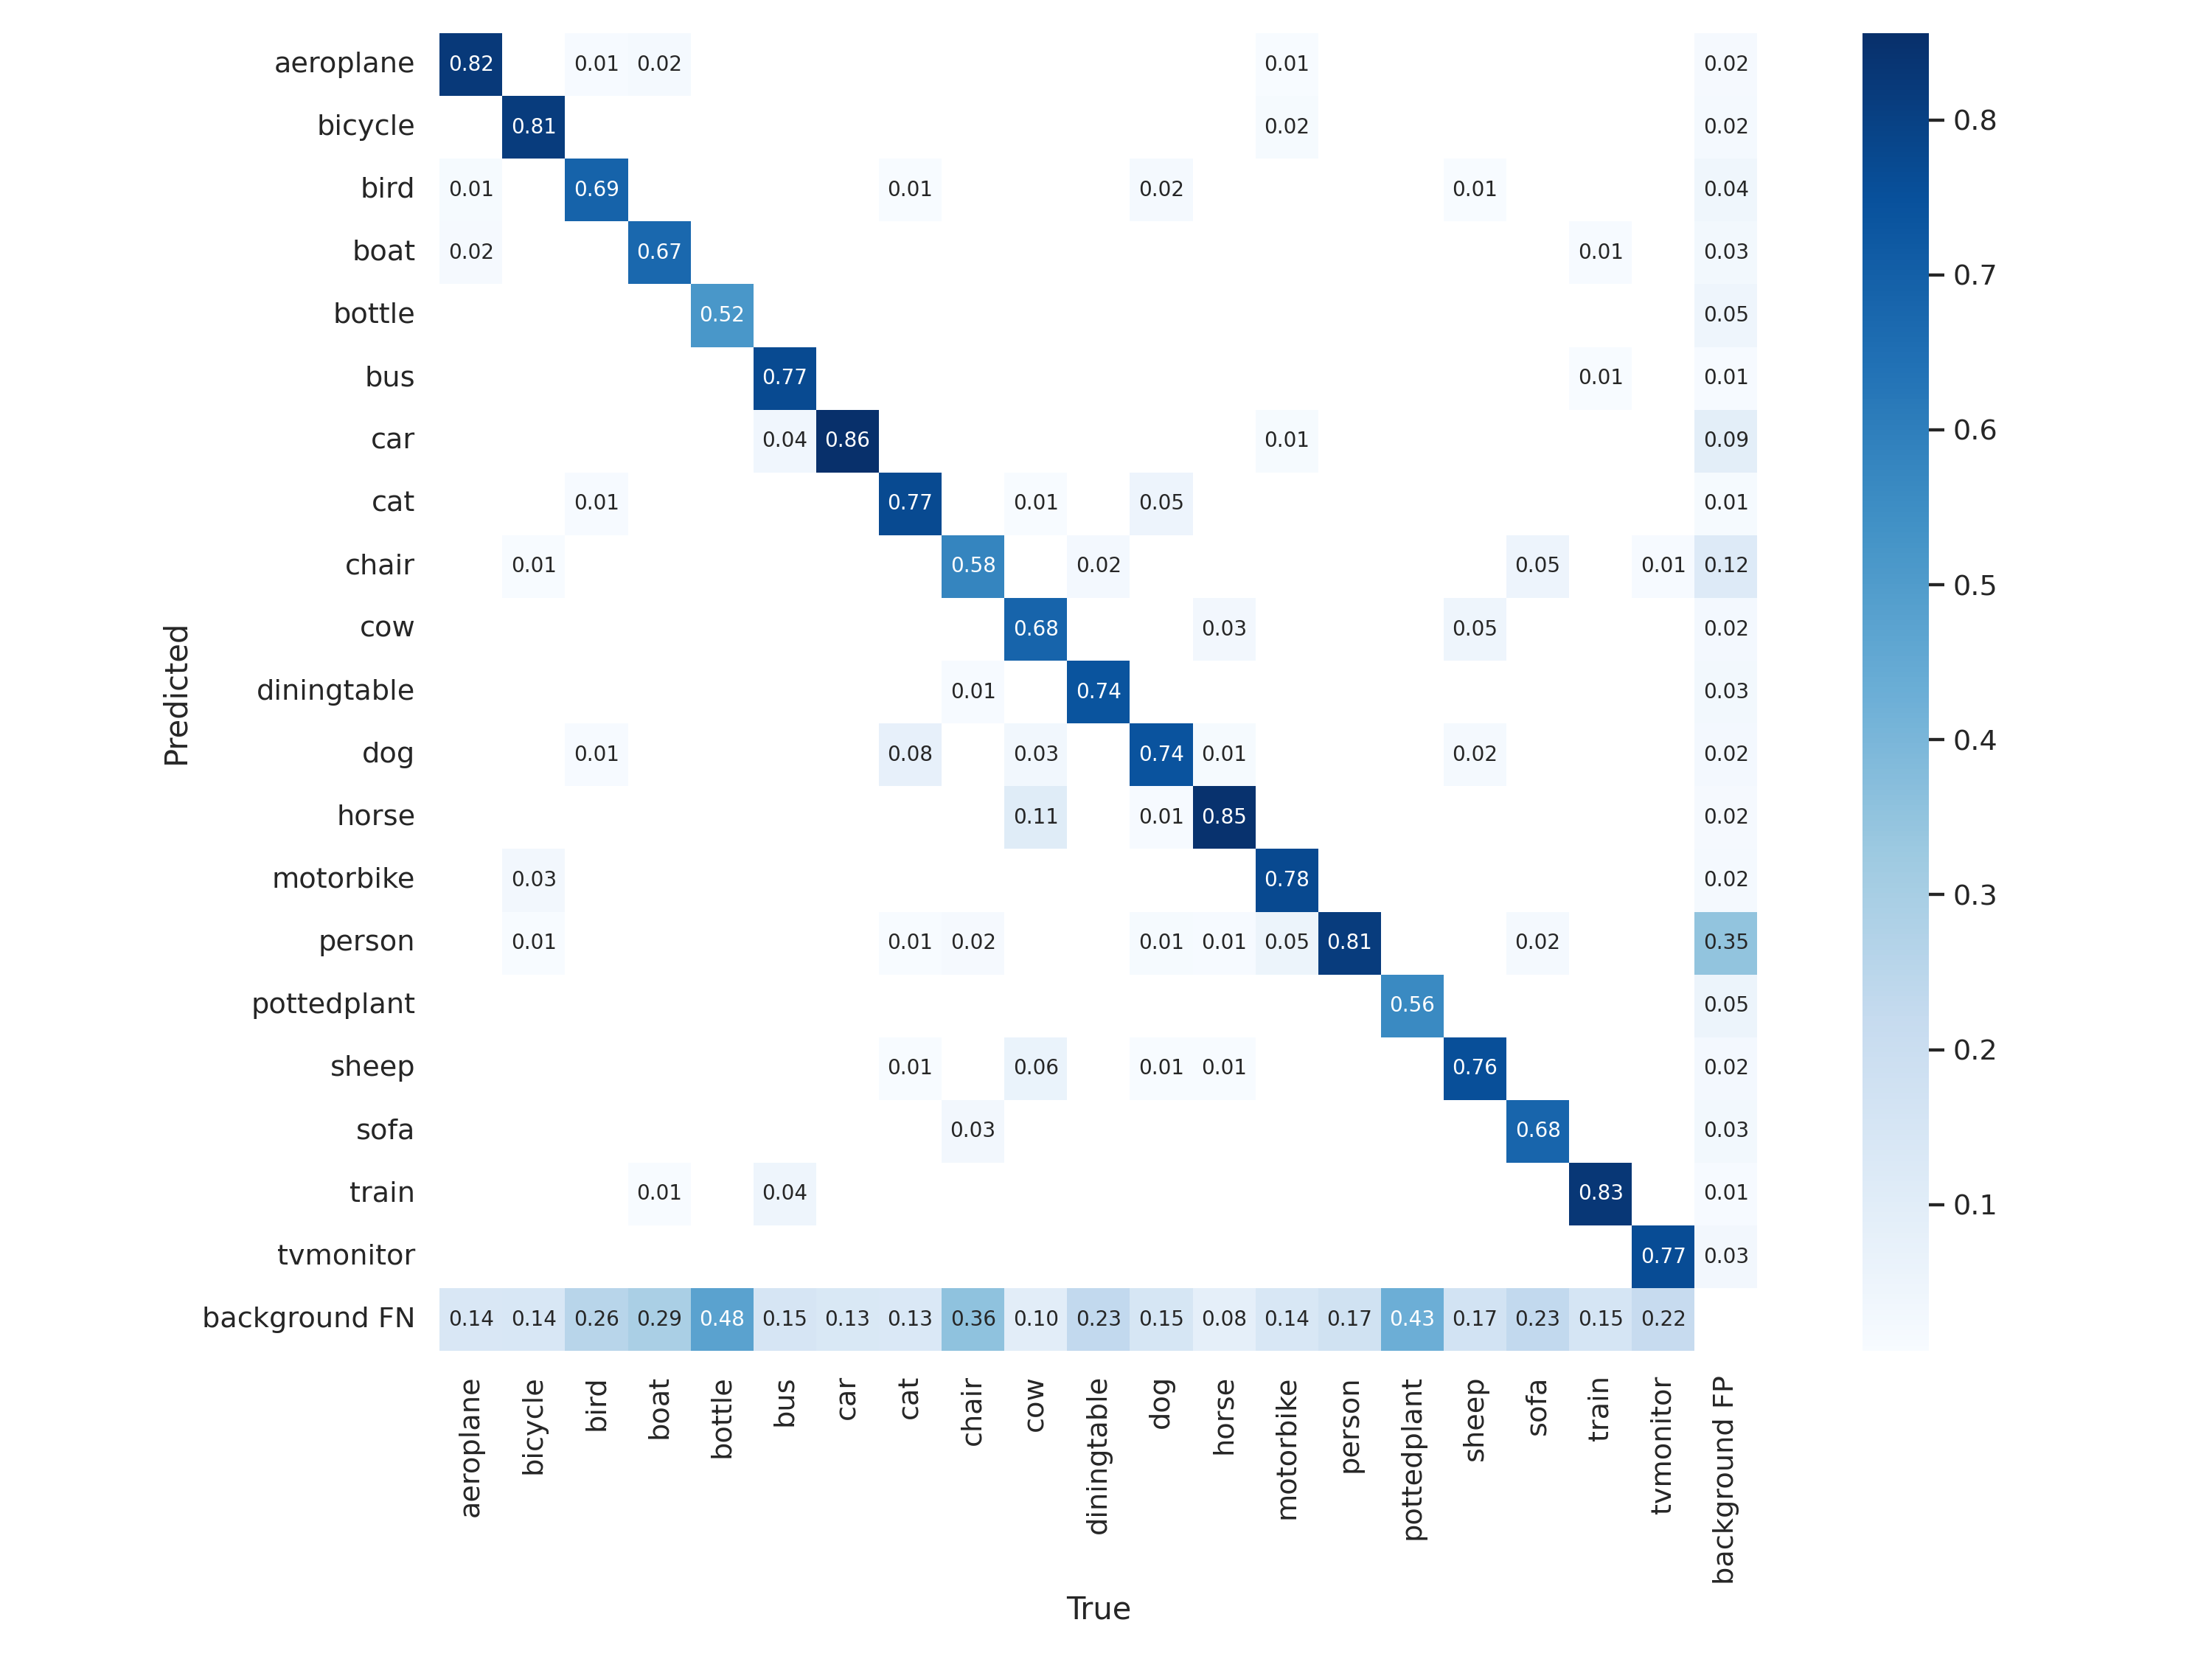 aeroplane 0.82 0.01 0.02 0.01 0.02
bicycle 0.81 0.02 0.02
bird 0.01 0.69 0.01 0.02 0.01 0.04
boat 0.02 0.67 0.01 0.03
bottle 0.52 0.05
bus 0.77 0.01 0.01
car 0.04 0.86 0.01 0.09
cat 0.01 0.77 0.01 0.05 0.01
chair 0.01 0.58 0.02 0.05 0.01 0.12
cow 0.68 0.03 0.05 0.02
diningtable 0.01 0.74 0.03
dog 0.01 0.08 0.03 0.74 0.01 0.02 0.02
horse 0.11 0.01 0.85 0.02
motorbike 0.03 0.78 0.02
person 0.01 0.01 0.02 0.01 0.01 0.05 0.81 0.02 0.35
pottedplant 0.56 0.05
sheep 0.01 0.06 0.01 0.01 0.76 0.02
sofa 0.03 0.68 0.03
train 0.01 0.04 0.83 0.01
tvmonitor 0.77 0.03
background FN 0.14 0.14 0.26 0.29 0.48 0.15 0.13 0.13 0.36 0.10 0.23 0.15 0.08 0.14 0.17 0.43 0.17 0.23 0.15 0.22
Predicted
aeroplane
bicycle
bird
boat
bottle
bus
car
cat
chair
cow
diningtable
dog
horse
motorbike
person
pottedplant
sheep
sofa
train
tvmonitor
background FP
True
0.8
0.7
0.6
0.5
0.4
0.3
0.2
0.1